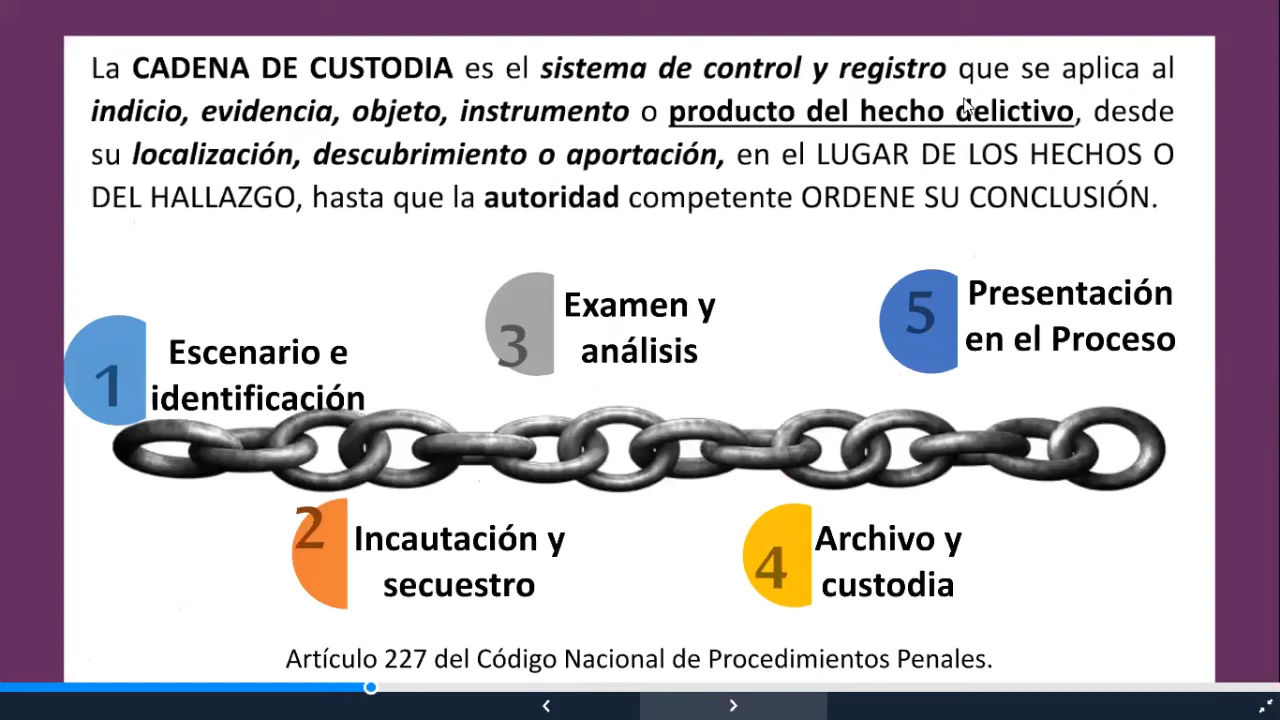 La CADENA DE CUSTODIA es el sistema de control y registro que se aplica al
indicio, evidencia, objeto, instrumento o producto del hecho delictivo, desde
su localización, descubrimiento o aportación, en el LUGAR DE LOS HECHOS O
DEL HALLAZGO, hasta que la autoridad competente ORDENE SU CONCLUSIÓN.
1
Escenario e
identificación
2
Incautación y
secuestro
3
Examen y
análisis
4
Archivo y
custodia
5
Presentación
en el Proceso
Artículo 227 del Código Nacional de Procedimientos Penales.